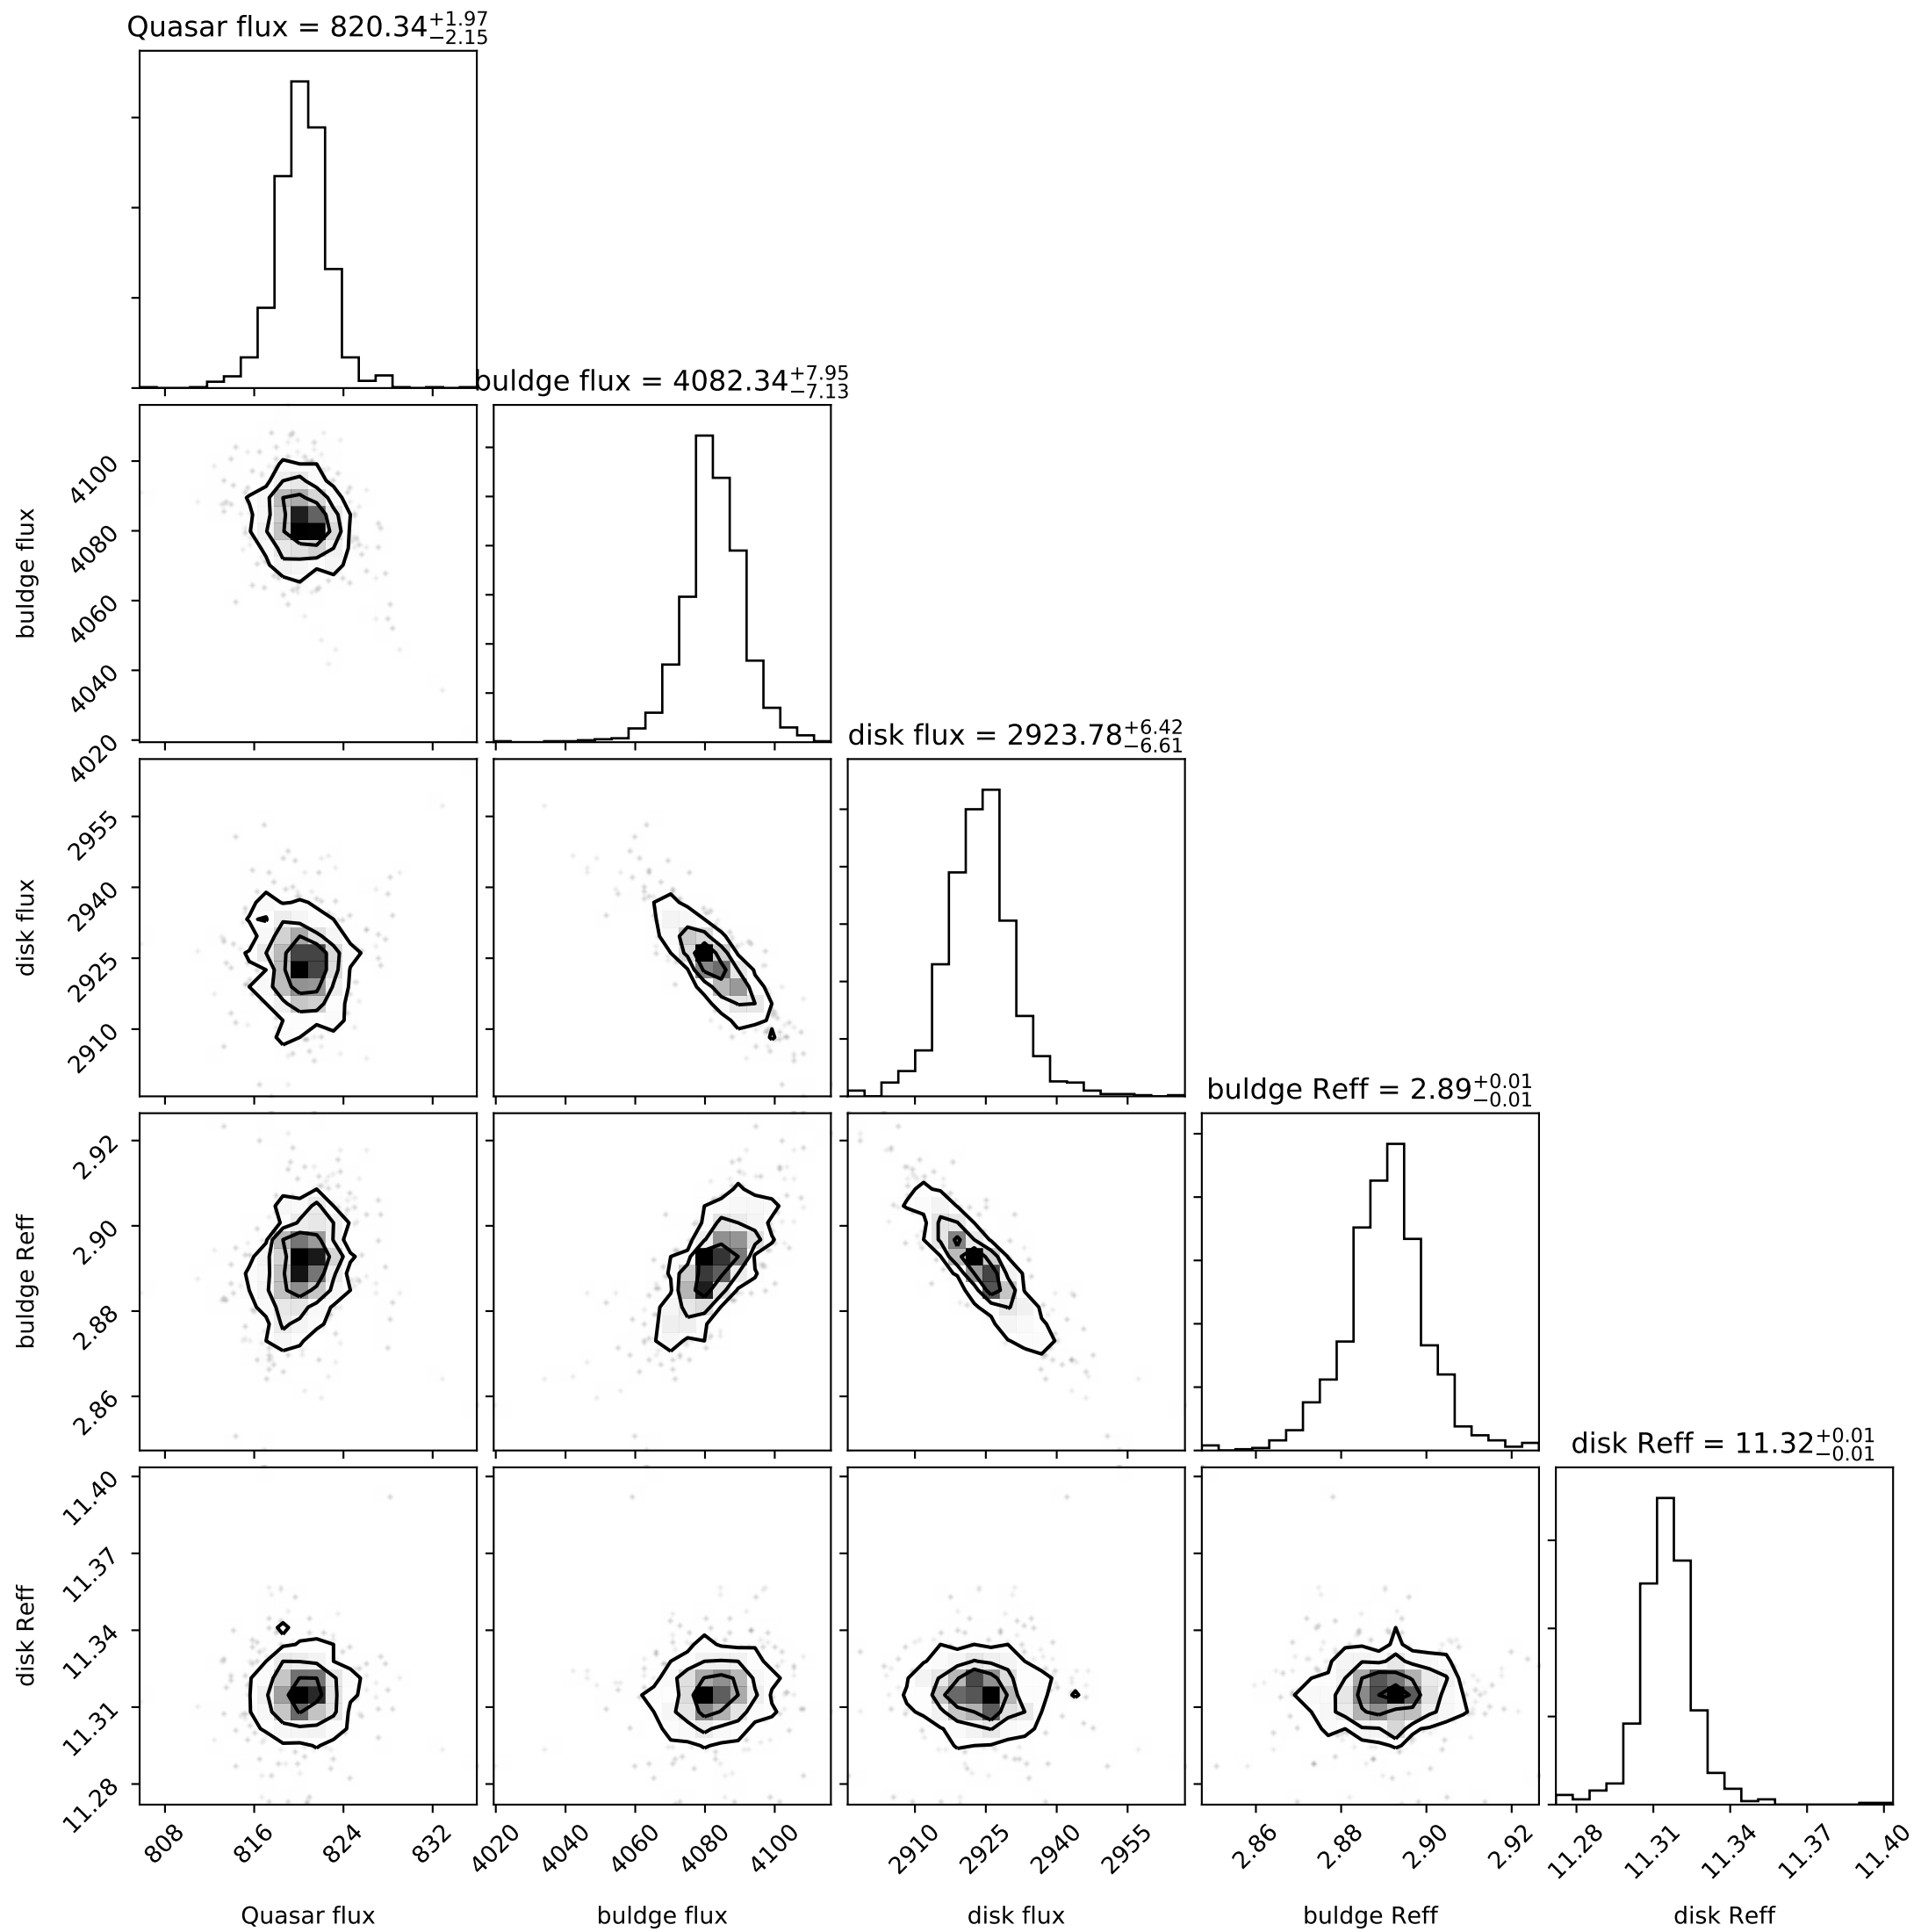 Quasar flux = 820.34+1.97−2.15
buldge flux = 4082.34+7.95−7.13
buldge flux
4100
4080
4060
4040
4020
disk flux = 2923.78+6.42−6.61
disk flux
2955
2940
2925
2910
buldge Reff = 2.89+0.01−0.01
buldge Reff
2.92
2.90
2.88
2.86
disk Reff = 11.32+0.01−0.01
disk Reff
11.40
11.37
11.34
11.31
11.28
808 816 824 832 4020 4040 4060 4080 4100 2910 2925 2940 2955 2.86 2.88 2.90 2.92 11.28 11.31 11.34 11.37 11.40
Quasar flux buldge flux disk flux buldge Reff disk Reff